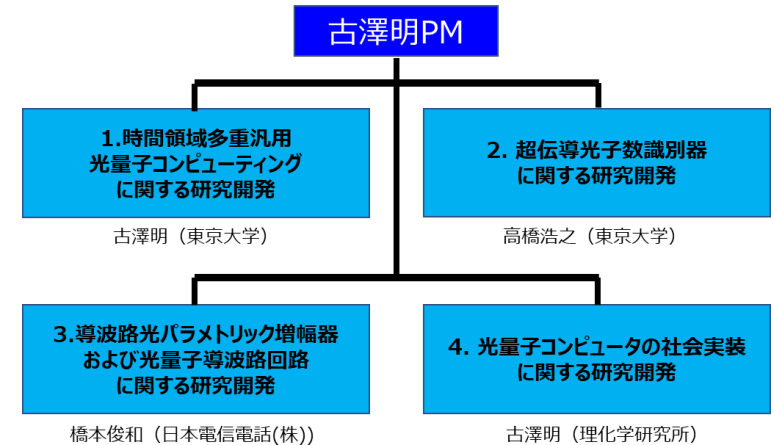 古澤明PM
1.時間領域多重汎用
光量子コンピューティング
に関する研究開発
古澤明（東京大学）
2. 超伝導光子数識別器
に関する研究開発
高橋浩之（東京大学）
3.導波路光パラメトリック増幅器
および光量子導波路回路
に関する研究開発
橋本俊和（日本電信電話(株)）
4. 光量子コンピュータの社会実装
に関する研究開発
古澤明（理化学研究所）